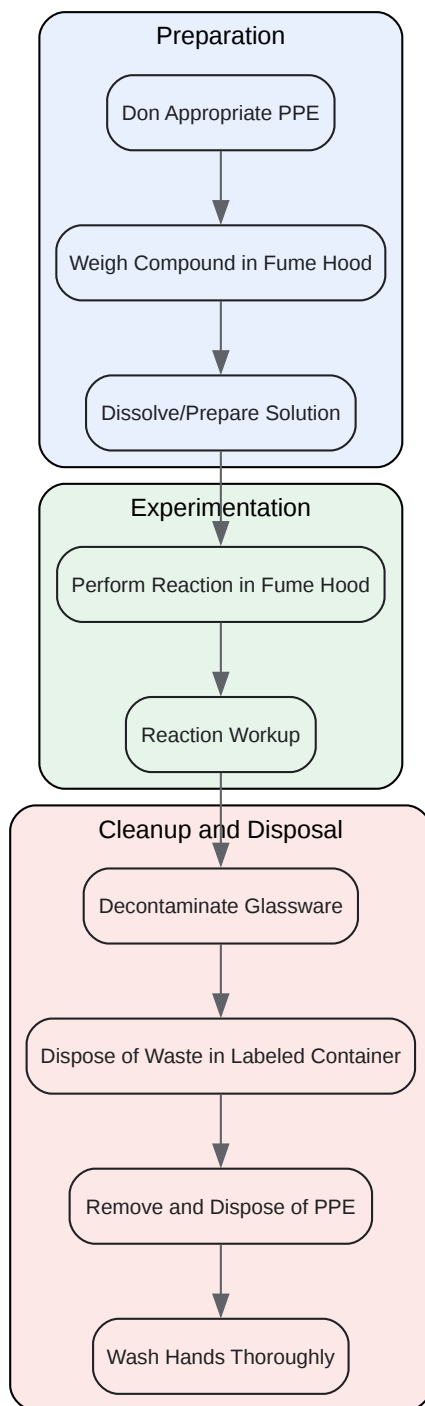 Preparation
Don Appropriate PPE
Weigh Compound in Fume Hood
Dissolve/Prepare Solution
Experimentation
Perform Reaction in Fume Hood
Reaction Workup
Cleanup and Disposal
Decontaminate Glassware
Dispose of Waste in Labeled Container
Remove and Dispose of PPE
Wash Hands Thoroughly